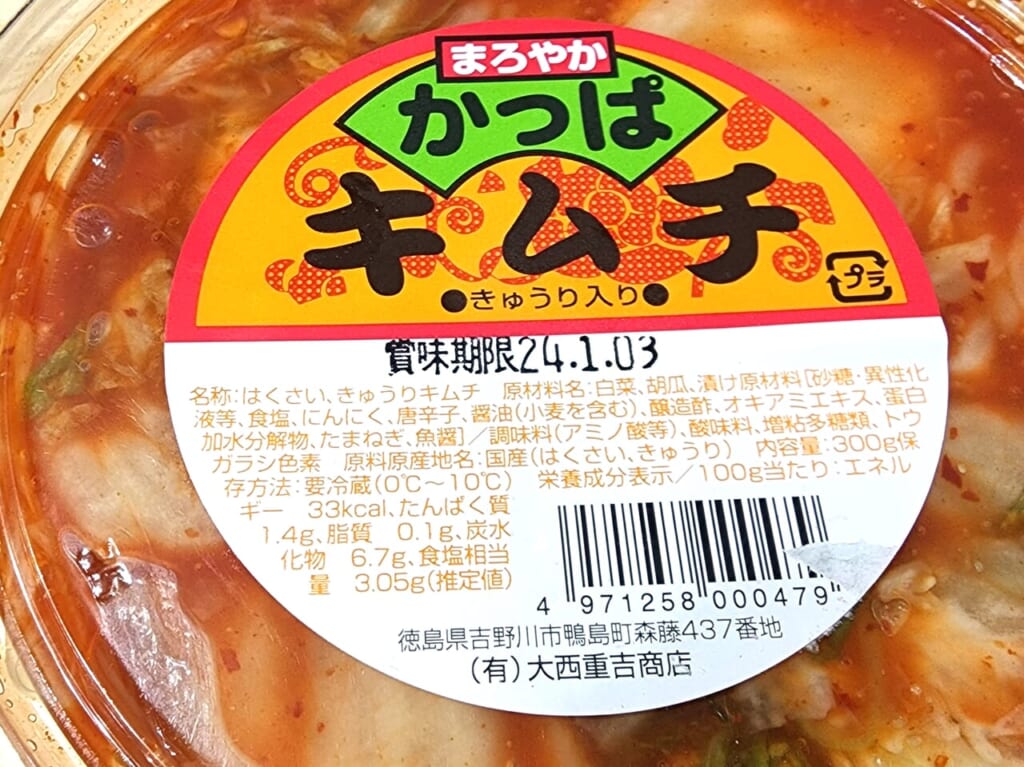 まろやか
かっぱ
キムチ
●きゅうり入り●
プラ
賞味期限24.1.03
名称:はくさい、きゅうりキムチ　原材料名:白菜、胡瓜、漬け原材料[砂糖・異性化
液等、食塩、にんにく、唐辛子、醤油(小麦を含む)、醸造酢、オキアミエキス、蛋白
加水分解物、たまねぎ、魚醤]／調味料(アミノ酸等)、酸味料、増粘多糖類、トウ
ガラシ色素　原料原産地名:国産(はくさい、きゅうり)　内容量:300g保
存方法:要冷蔵(0℃〜10℃)　栄養成分表示／100g当たり:エネル
ギー　33kcal、たんぱく質
1.4g、脂質　0.1g、炭水
化物　6.7g、食塩相当
量　3.05g(推定値)
4 971258 000479
徳島県吉野川市鴨島町森藤437番地
(有)大西重吉商店